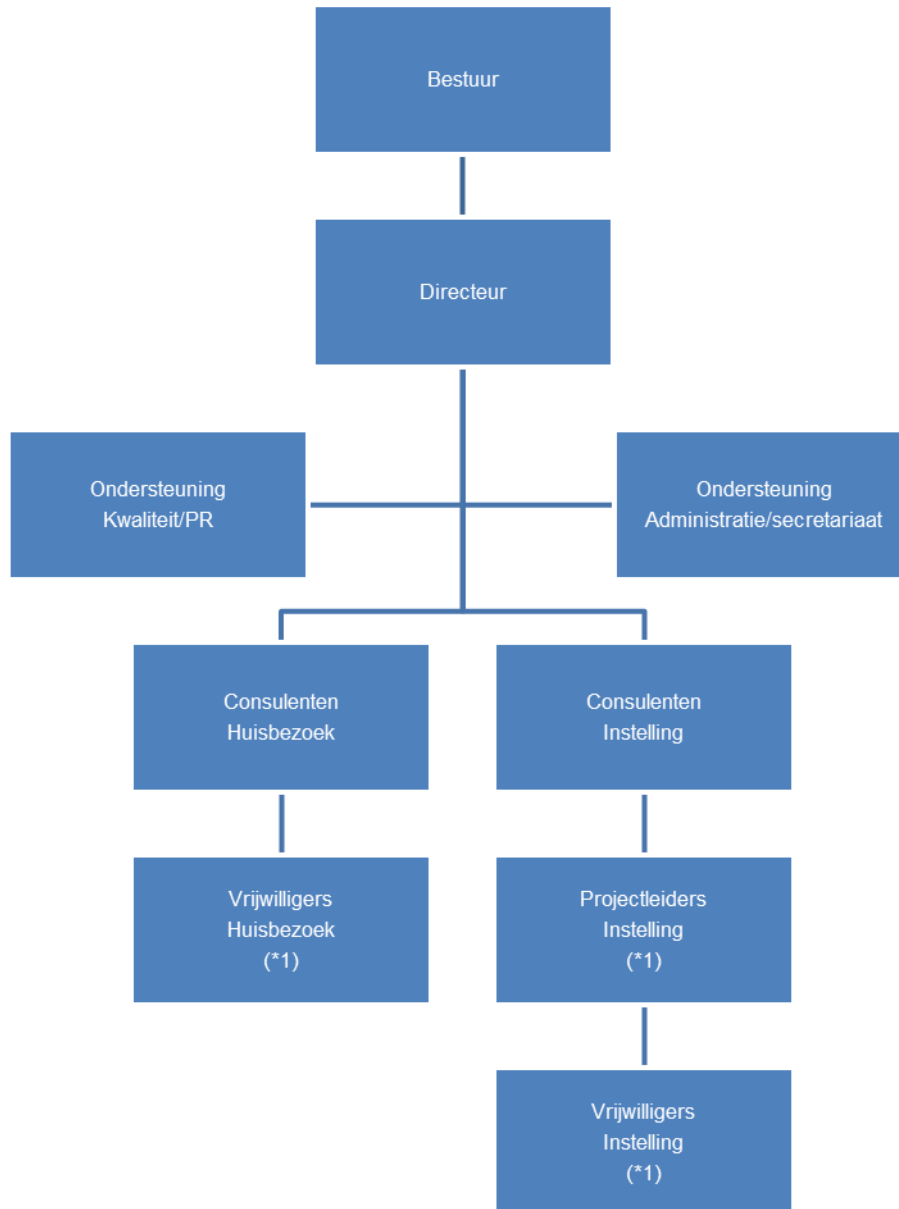 Bestuur
Directeur
Ondersteuning
Kwaliteit/PR
Ondersteuning
Administratie/secretariaat
Consulenten
Huisbezoek
Consulenten
Instelling
Vrijwilligers
Huisbezoek
(*1)
Projectleiders
Instelling
(*1)
Vrijwilligers
Instelling
(*1)